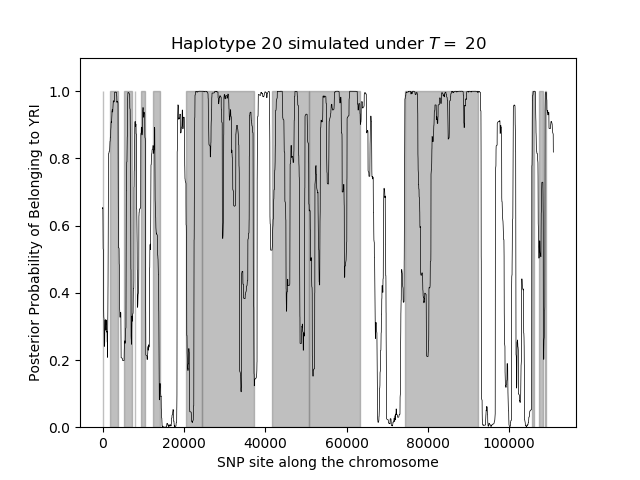 Haplotype 20 simulated under T = 20
Posterior Probability of Belonging to YRI
1.0
0.8
0.6
0.4
0.2
0.0
0 20000 40000 60000 80000 100000
SNP site along the chromosome